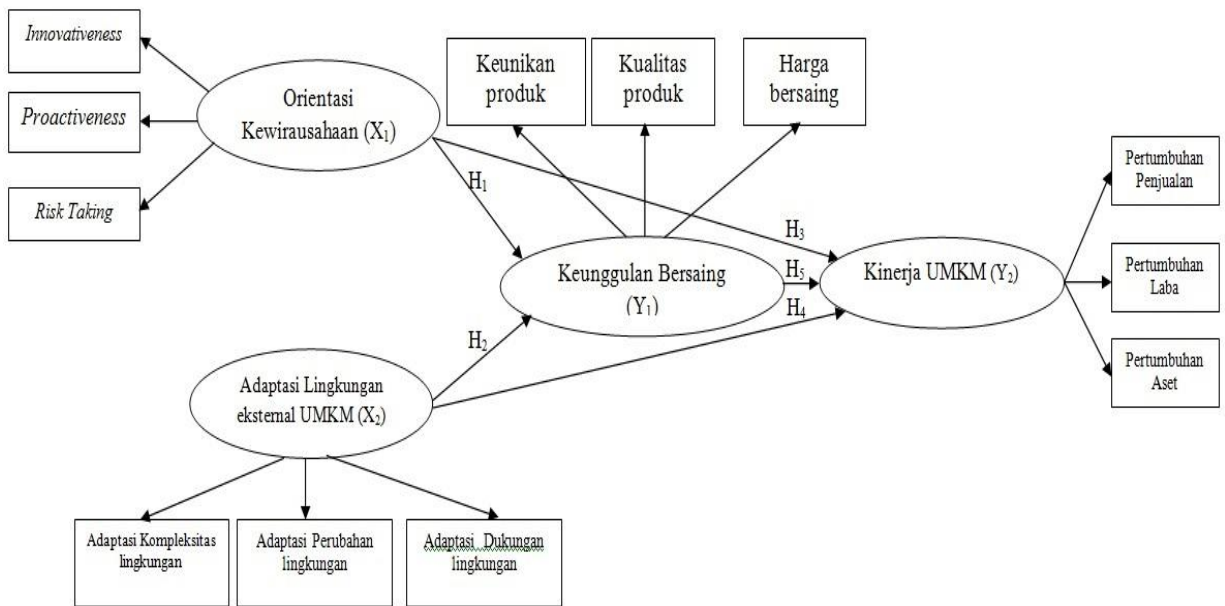 Innovativeness
Proactiveness
Risk Taking
Orientasi
Kewirausahaan (X₁)
Keunikan
produk
Kualitas
produk
Harga
bersaing
H₁
H₃
Keunggulan Bersaing
(Y₁)
H₅
H₄
Kinerja UMKM (Y₂)
Pertumbuhan
Penjualan
Pertumbuhan
Laba
Pertumbuhan
Aset
H₂
Adaptasi Lingkungan
eksternal UMKM (X₂)
Adaptasi Kompleksitas
lingkungan
Adaptasi Perubahan
lingkungan
Adaptasi Dukungan
lingkungan